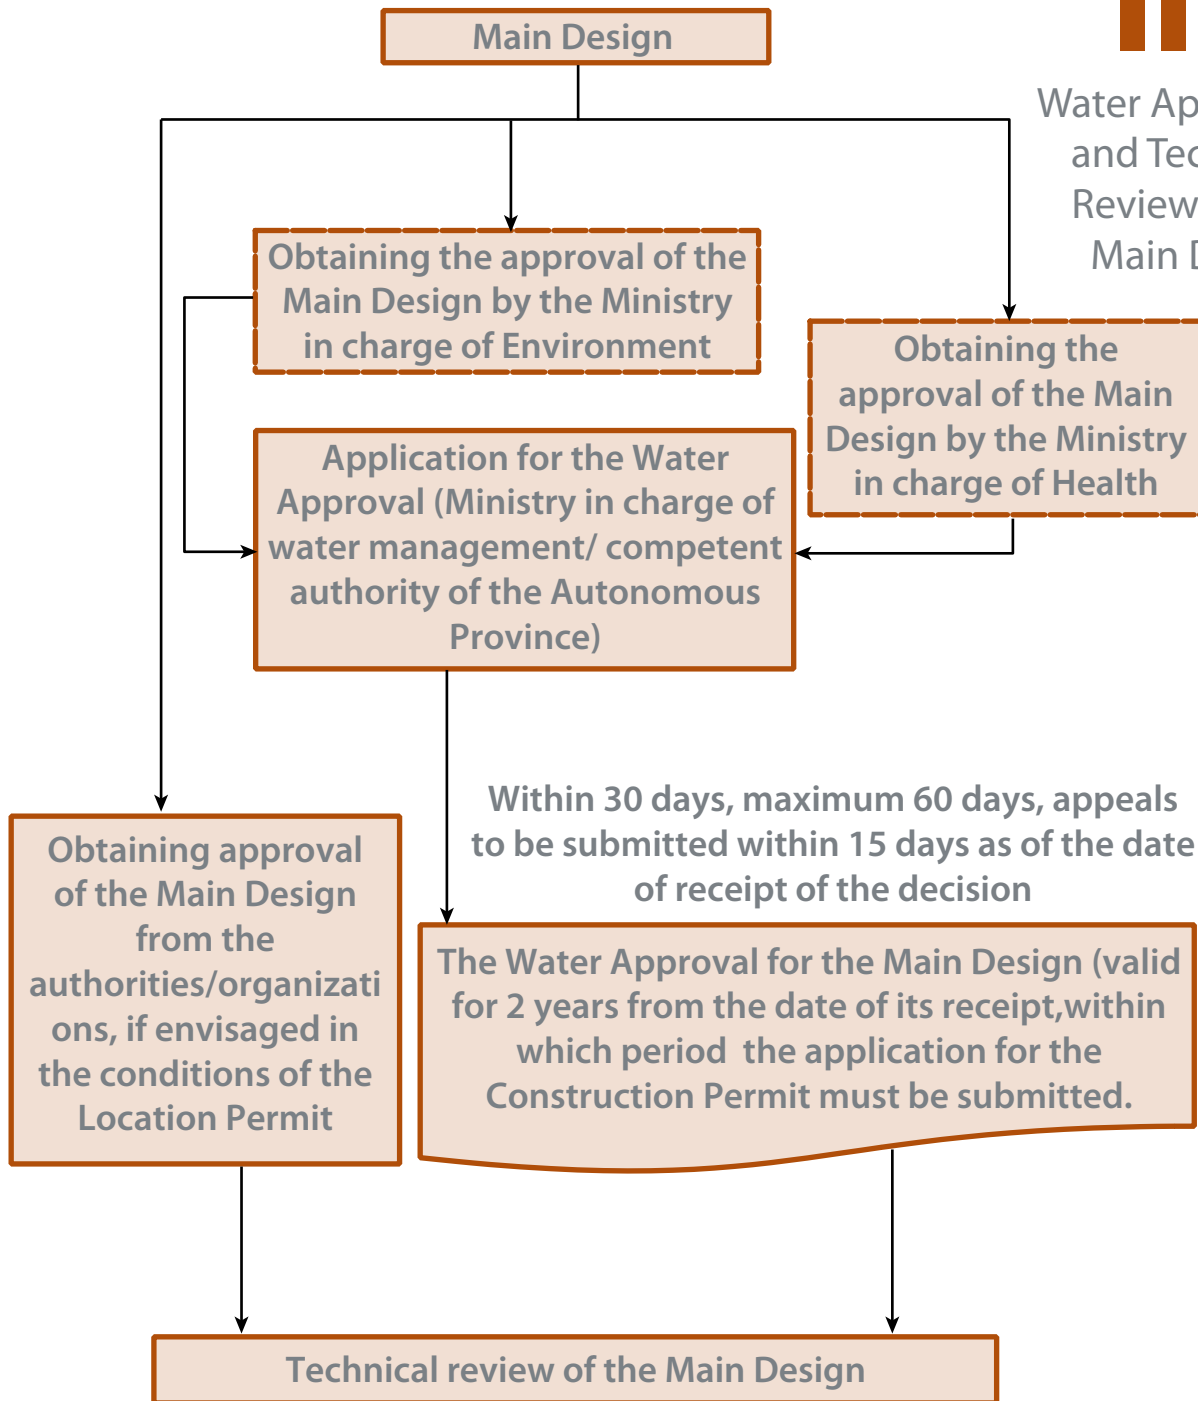 Main Design
Water Ap
and Tec
Review
Main D
Obtaining the approval of the
Main Design by the Ministry
in charge of Environment
Obtaining the
approval of the Main
Design by the Ministry
in charge of Health
Application for the Water
Approval (Ministry in charge of
water management/ competent
authority of the Autonomous
Province)
Within 30 days, maximum 60 days, appeals
to be submitted within 15 days as of the date
of receipt of the decision
Obtaining approval
of the Main Design
from the
authorities/organizati
ons, if envisaged in
the conditions of the
Location Permit
The Water Approval for the Main Design (valid
for 2 years from the date of its receipt,within
which period  the application for the
Construction Permit must be submitted.
Technical review of the Main Design